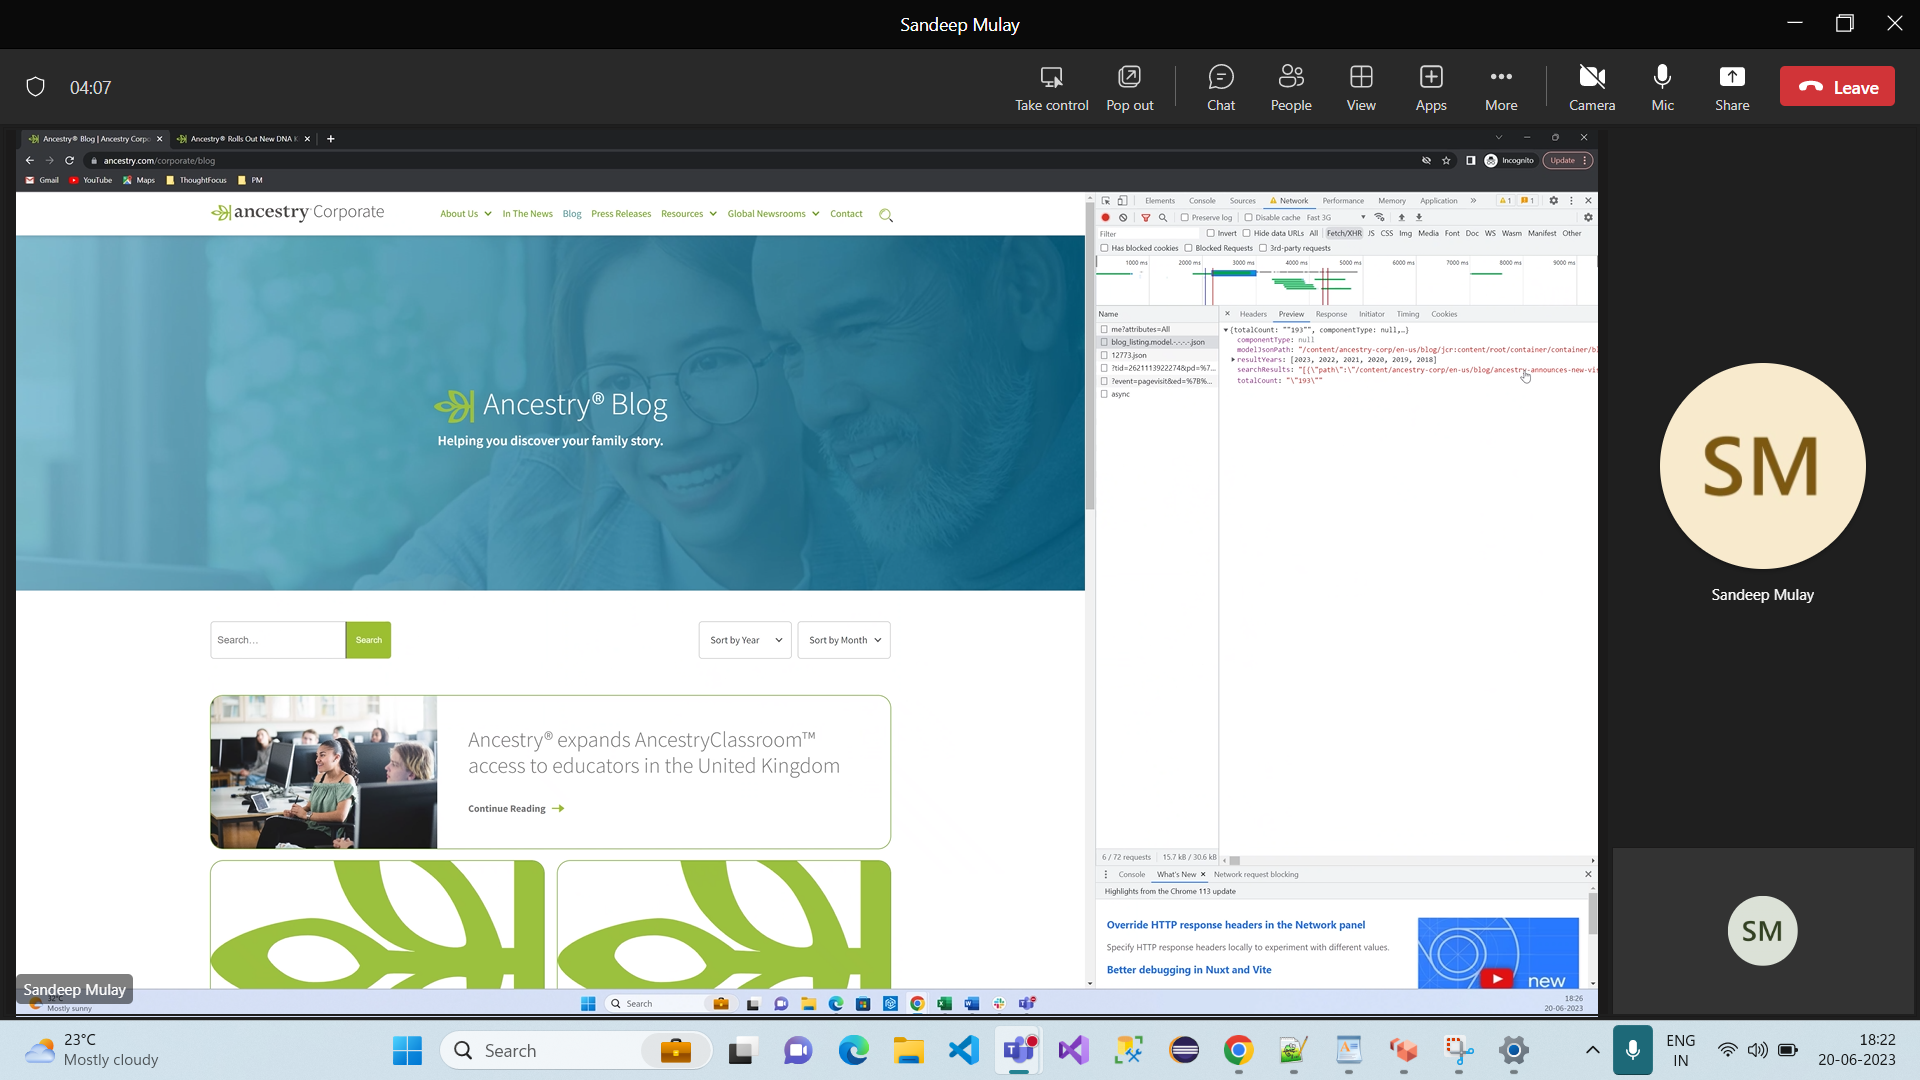 Sandeep Mulay
04:07
Take control
Pop out
Chat
People
View
Apps
More
Camera
Mic
Share
Leave
Ancestry® Blog | Ancestry Corpo
Ancestry® Rolls Out New DNA K
ancestry.com/corporate/blog
Incognito
Update
Gmail
YouTube
Maps
ThoughtFocus
PM
ancestry Corporate
About Us
In The News
Blog
Press Releases
Resources
Global Newsrooms
Contact
Ancestry® Blog
Helping you discover your family story.
Search...
Search
Sort by Year
Sort by Month
Ancestry® expands AncestryClassroom™
access to educators in the United Kingdom
Continue Reading
Elements
Console
Sources
Network
Performance
Memory
Application
1
1
Preserve log
Disable cache
Fast 3G
Filter
Invert
Hide data URLs
All
Fetch/XHR
JS
CSS
Img
Media
Font
Doc
WS
Wasm
Manifest
Other
Has blocked cookies
Blocked Requests
3rd-party requests
1000 ms
2000 ms
3000 ms
4000 ms
5000 ms
6000 ms
7000 ms
8000 ms
9000 ms
Name
Headers
Preview
Response
Initiator
Timing
Cookies
me?attributes=All
blog_listing.model.-.-.-.-.json
12773.json
?tid=2621113922274&pd=%7...
?event=pagevisit&ed=%7B%...
async
{totalCount: "\"193\"", componentType: null,…}
componentType: null
modelJsonPath: "/content/ancestry-corp/en-us/blog/jcr:content/root/container/container/bl
resultYears: [2023, 2022, 2021, 2020, 2019, 2018]
searchResults: "[{\"path\":\"/content/ancestry-corp/en-us/blog/ancestry-announces-new-vis
totalCount: "\"193\""
6 / 72 requests
15.7 kB / 30.6 kB
Console
What's New
Network request blocking
Highlights from the Chrome 113 update
Override HTTP response headers in the Network panel
Specify HTTP response headers locally to experiment with different values.
Better debugging in Nuxt and Vite
new
SM
Sandeep Mulay
SM
Sandeep Mulay
32°C
Mostly sunny
Search
18:26
20-06-2023
23°C
Mostly cloudy
Search
ENG
IN
18:22
20-06-2023